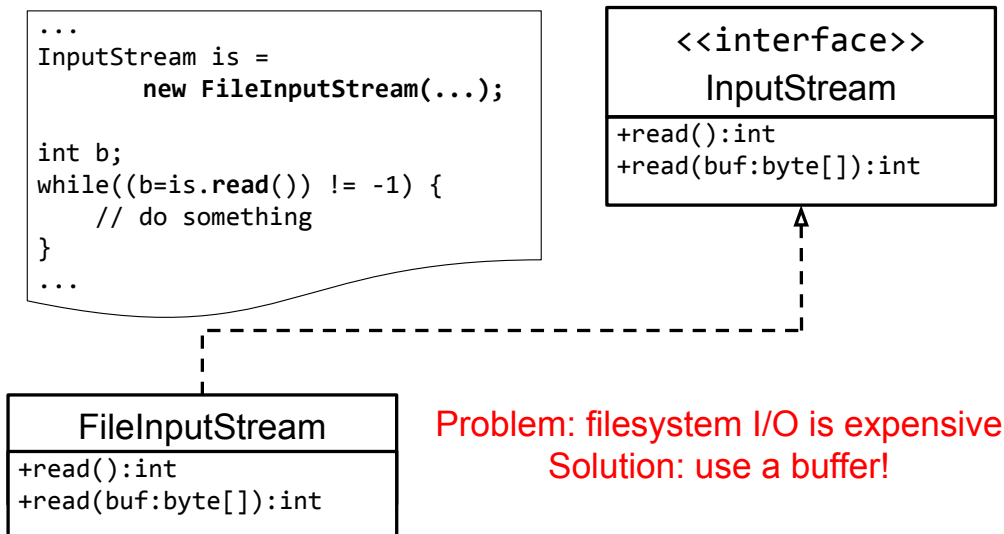 ...
InputStream is =
new FileInputStream(...);
int b;
while((b=is.read()) != -1) {
// do something
}
...
<<interface>>
InputStream
+read():int
+read(buf:byte[]):int
FileInputStream
+read():int
+read(buf:byte[]):int
Problem: filesystem I/O is expensive
Solution: use a buffer!